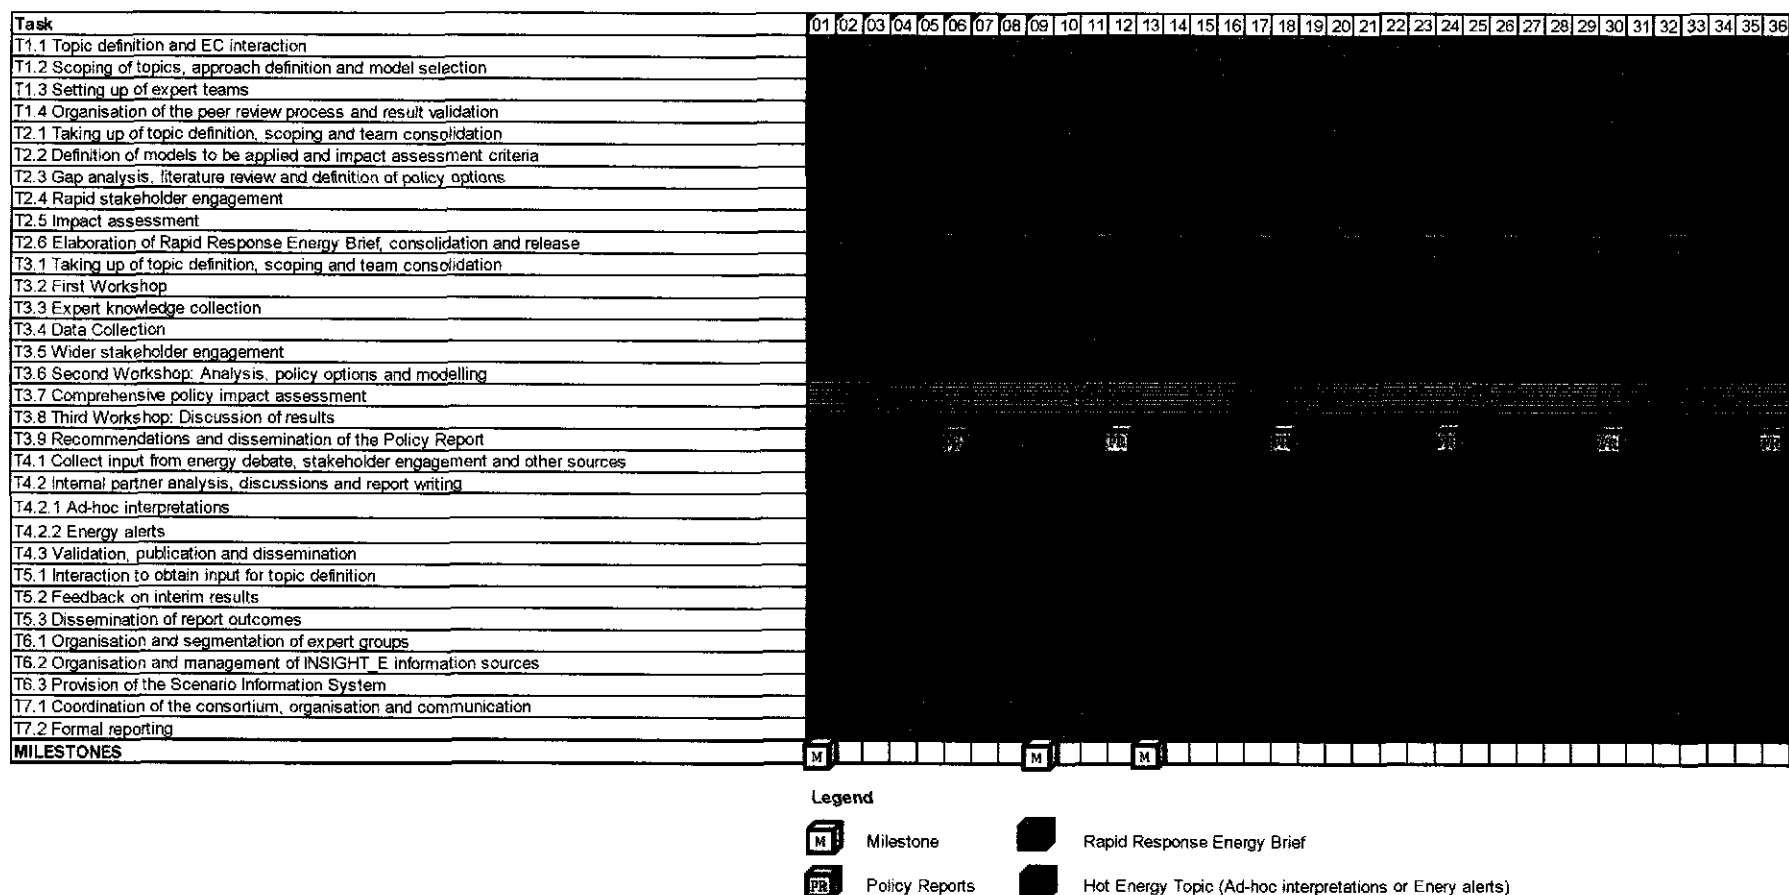 Task 01 02 03 04 05 06 07 08 09 10 11 12 13 14 15 16 17 18 19 20 21 22 23 24 25 26 27 28 29 30 31 32 33 34 35 36
T1.1 Topic definition and EC interaction
T1.2 Scoping of topics, approach definition and model selection
T1.3 Setting up of expert teams
T1.4 Organisation of the peer review process and result validation
T2.1 Taking up of topic definition, scoping and team consolidation
T2.2 Definition of models to be applied and impact assessment criteria
T2.3 Gap analysis, literature review and definition of policy options
T2.4 Rapid stakeholder engagement
T2.5 Impact assessment
T2.6 Elaboration of Rapid Response Energy Brief, consolidation and release
T3.1 Taking up of topic definition, scoping and team consolidation
T3.2 First Workshop
T3.3 Expert knowledge collection
T3.4 Data Collection
T3.5 Wider stakeholder engagement
T3.6 Second Workshop: Analysis, policy options and modelling
T3.7 Comprehensive policy impact assessment
T3.8 Third Workshop: Discussion of results
T3.9 Recommendations and dissemination of the Policy Report PR PR PR PR PR PR
T4.1 Collect input from energy debate, stakeholder engagement and other sources
T4.2 Internal partner analysis, discussions and report writing
T4.2.1 Ad-hoc interpretations
T4.2.2 Energy alerts
T4.3 Validation, publication and dissemination
T5.1 Interaction to obtain input for topic definition
T5.2 Feedback on interim results
T5.3 Dissemination of report outcomes
T6.1 Organisation and segmentation of expert groups
T6.2 Organisation and management of INSIGHT_E information sources
T6.3 Provision of the Scenario Information System
T7.1 Coordination of the consortium, organisation and communication
T7.2 Formal reporting
MILESTONES M M M
Legend
M Milestone Rapid Response Energy Brief
PR Policy Reports Hot Energy Topic (Ad-hoc interpretations or Enery alerts)